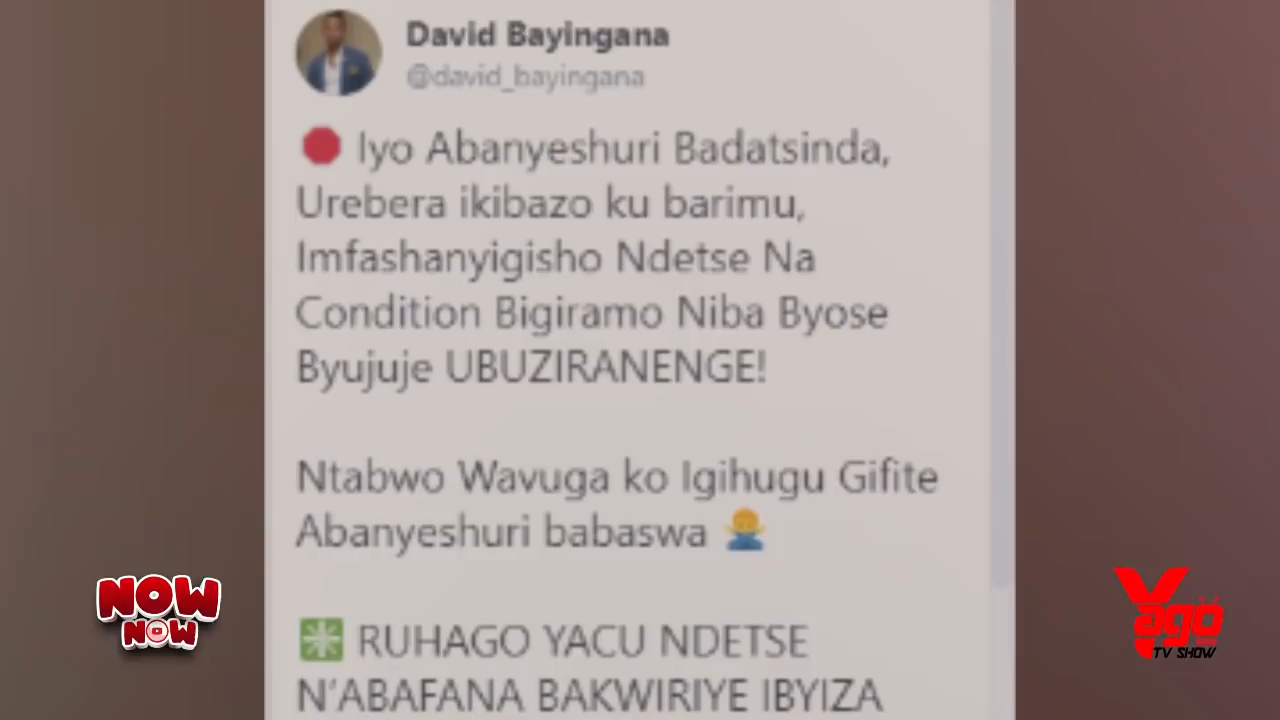 David Bayingana
@david_bayingana
Iyo Abanyeshuri Badatsinda,
Urebera ikibazo ku barimu,
Imfashanyigisho Ndetse Na
Condition Bigiramo Niba Byose
Byujuje UBUZIRANENGE!
Ntabwo Wavuga ko Igihugu Gifite
Abanyeshuri babaswa
RUHAGO YACU NDETSE
N'ABAFANA BAKWIRIYE IBYIZA
NOW
NOW
Yago
TV SHOW